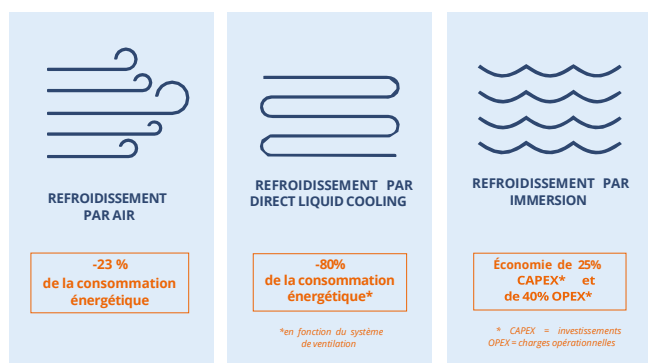 REFROIDISSEMENT
PAR AIR
-23 %
de la consommation
énergétique
REFROIDISSEMENT PAR
DIRECT LIQUID COOLING
-80%
de la consommation
énergétique*
*en fonction du système
de ventilation
REFROIDISSEMENT PAR
IMMERSION
Économie de 25%
CAPEX* et
de 40% OPEX*
* CAPEX = investissements
OPEX = charges opérationnelles